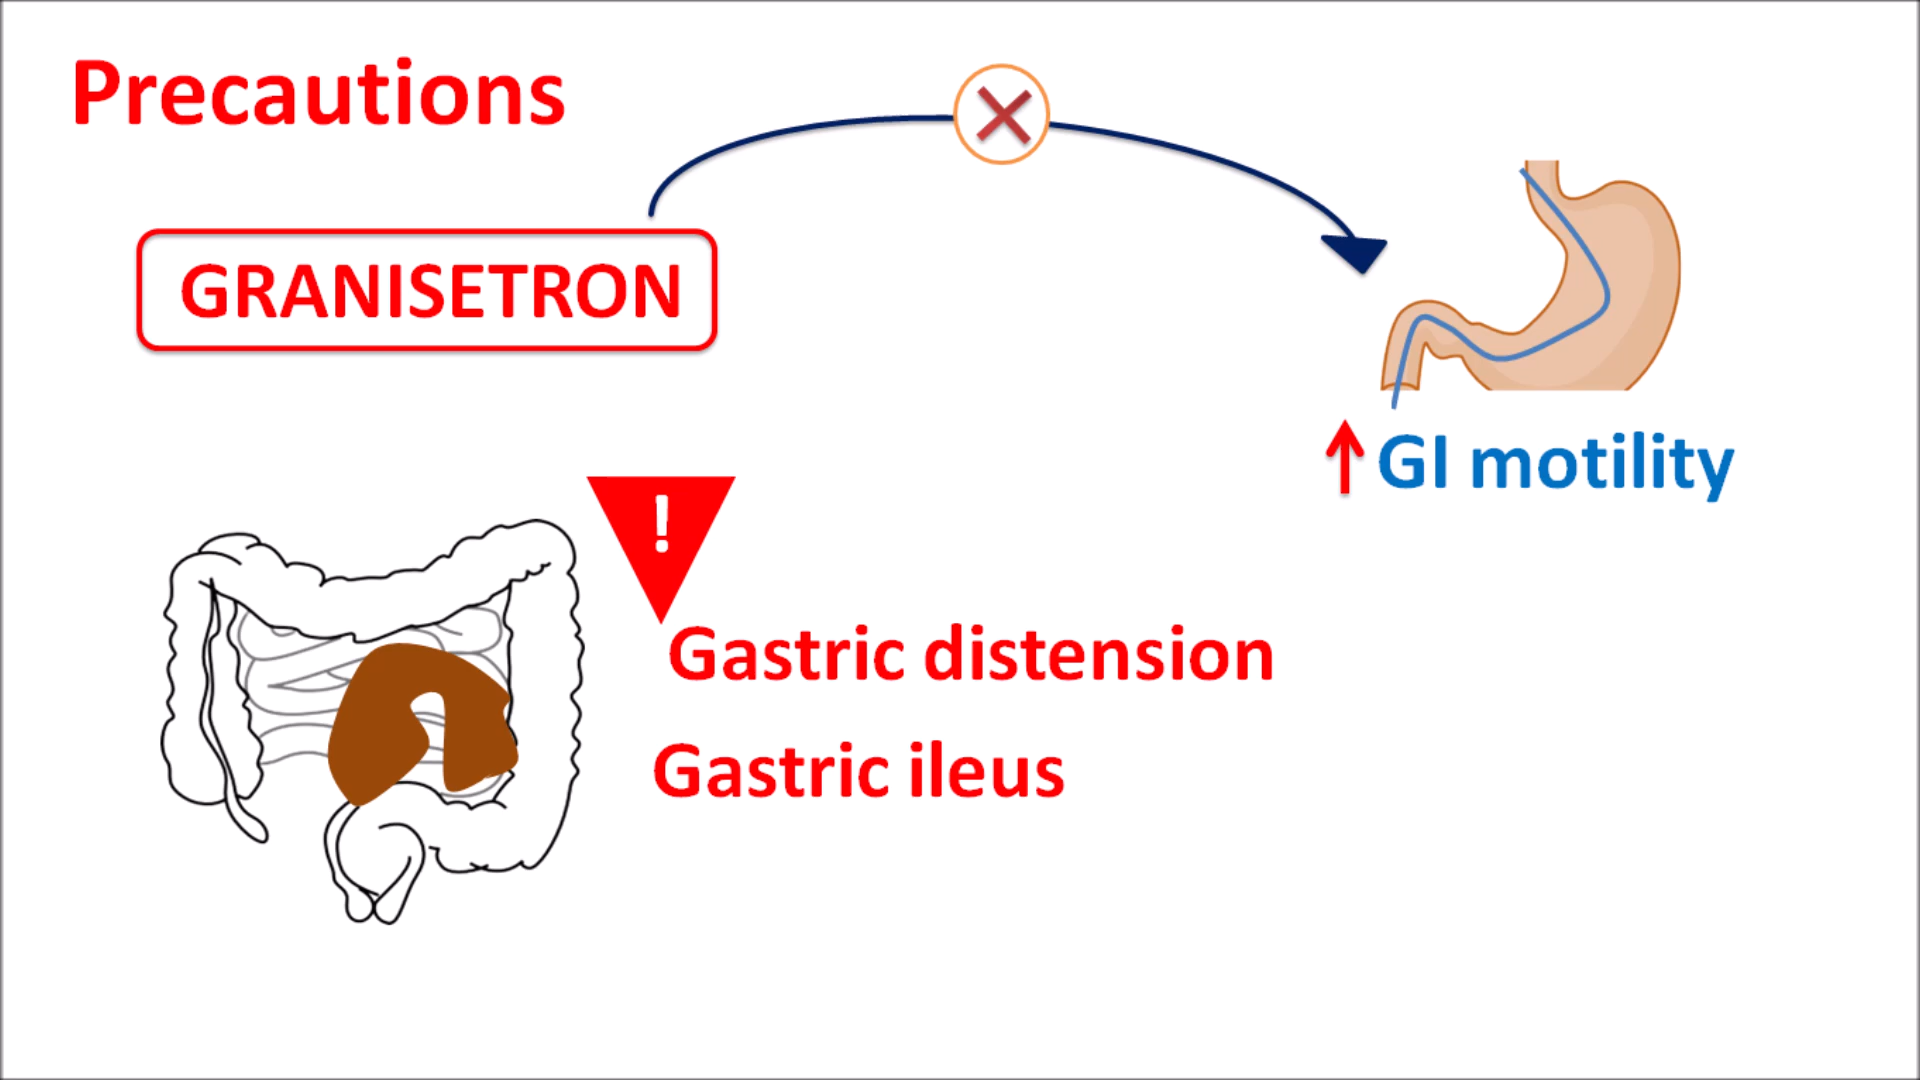 Precautions
GRANISETRON
↑ GI motility
!
Gastric distension
Gastric ileus